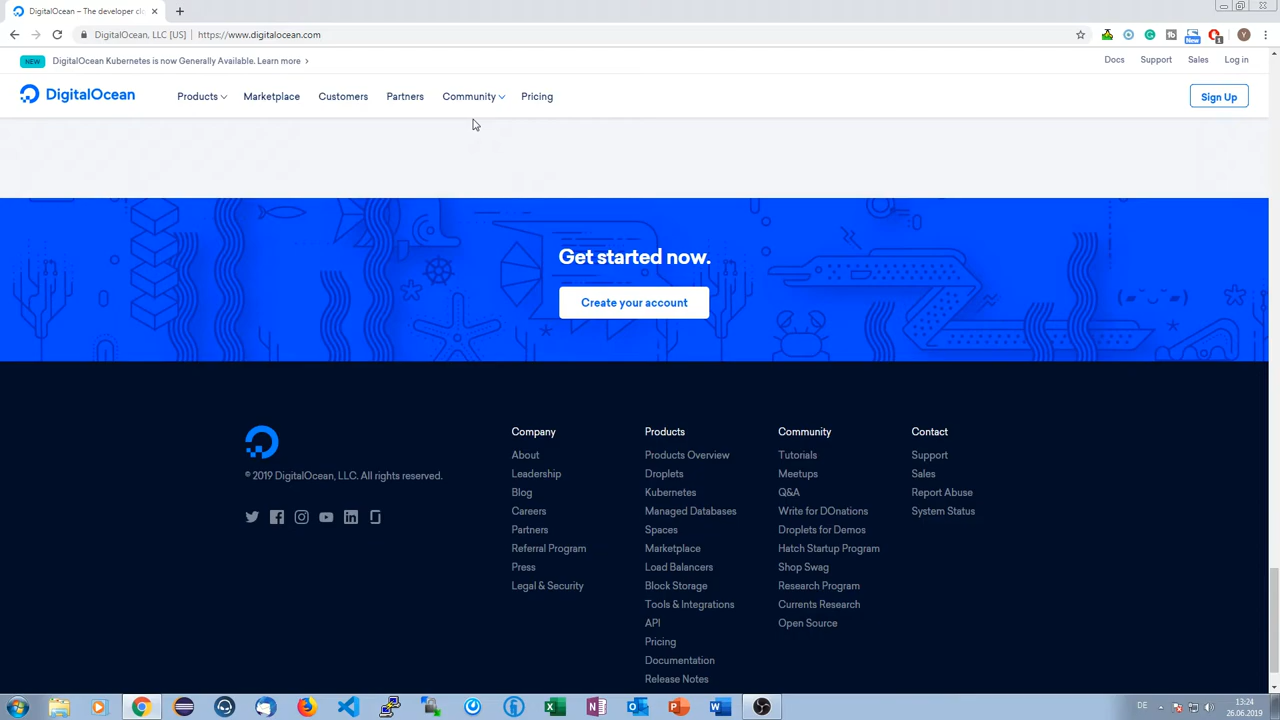 DigitalOcean – The developer cl
DigitalOcean, LLC [US] | https://www.digitalocean.com
New
1
Y
NEW DigitalOcean Kubernetes is now Generally Available. Learn more
Docs Support Sales Log in
DigitalOcean Products Marketplace Customers Partners Community Pricing Sign Up
Get started now.
Create your account
© 2019 DigitalOcean, LLC. All rights reserved.
Company
About
Leadership
Blog
Careers
Partners
Referral Program
Press
Legal & Security
Products
Products Overview
Droplets
Kubernetes
Managed Databases
Spaces
Marketplace
Load Balancers
Block Storage
Tools & Integrations
API
Pricing
Documentation
Release Notes
Community
Tutorials
Meetups
Q&A
Write for DOnations
Droplets for Demos
Hatch Startup Program
Shop Swag
Research Program
Currents Research
Open Source
Contact
Support
Sales
Report Abuse
System Status
DE
13:24
26.06.2019